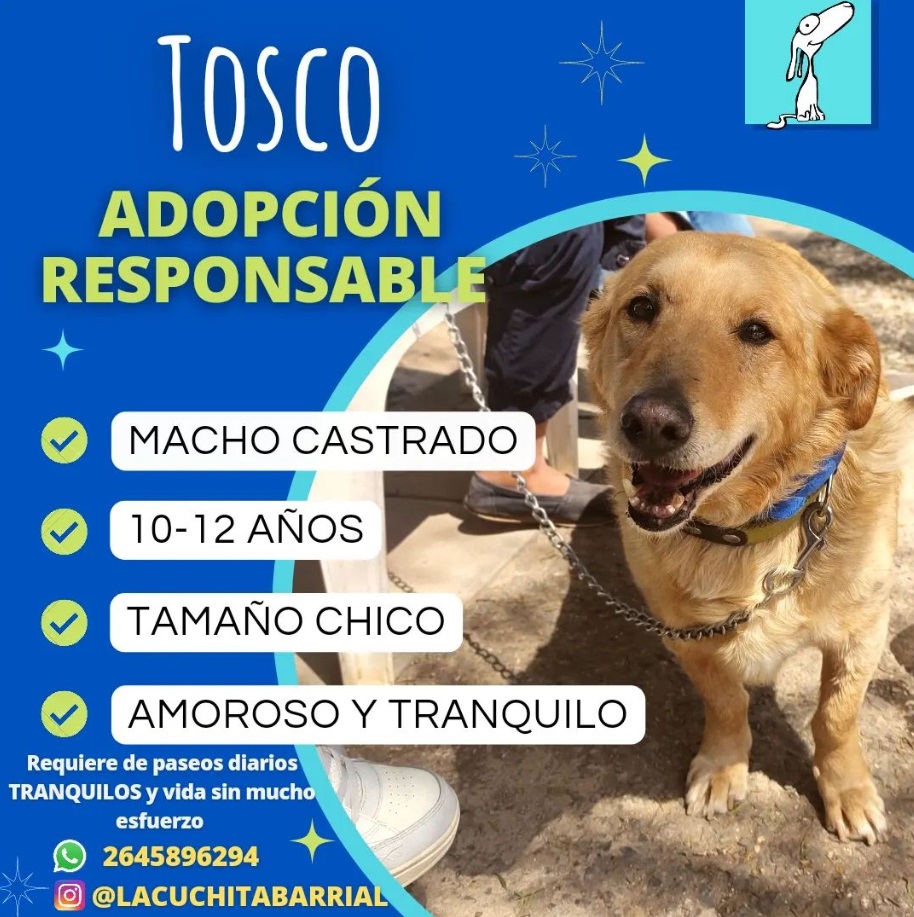 TOSCO
ADOPCIÓN
RESPONSABLE
MACHO CASTRADO
10-12 AÑOS
TAMAÑO CHICO
AMOROSO Y TRANQUILO
Requiere de paseos diarios
TRANQUILOS y vida sin mucho
esfuerzo
2645896294
@LACUCHITABARRIAL